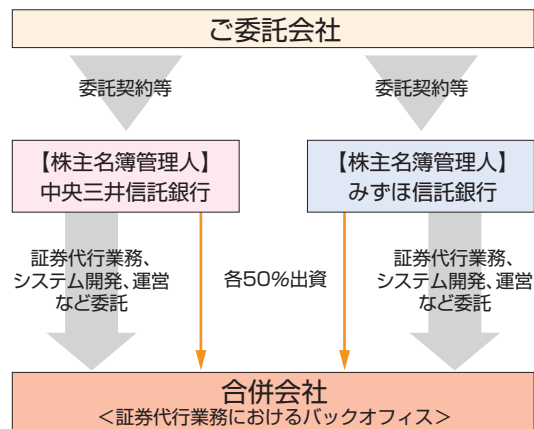 ご委託会社
委託契約等
委託契約等
【株主名簿管理人】
中央三井信託銀行
【株主名簿管理人】
みずほ信託銀行
証券代行業務、
システム開発、運営
など委託
各50%出資
証券代行業務、
システム開発、運営
など委託
合併会社
<証券代行業務におけるバックオフィス>